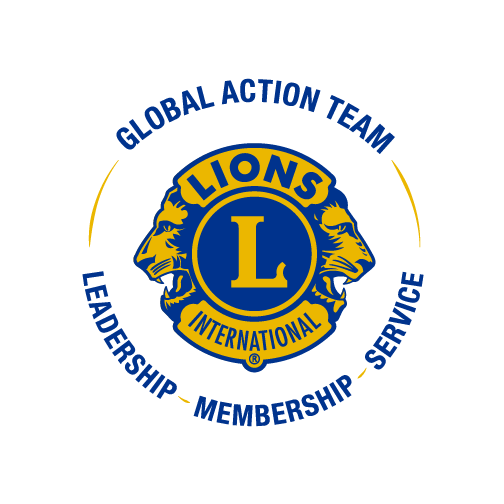 GLOBAL ACTION TEAM
LIONS
L
INTERNATIONAL
®
LEADERSHIP - MEMBERSHIP - SERVICE